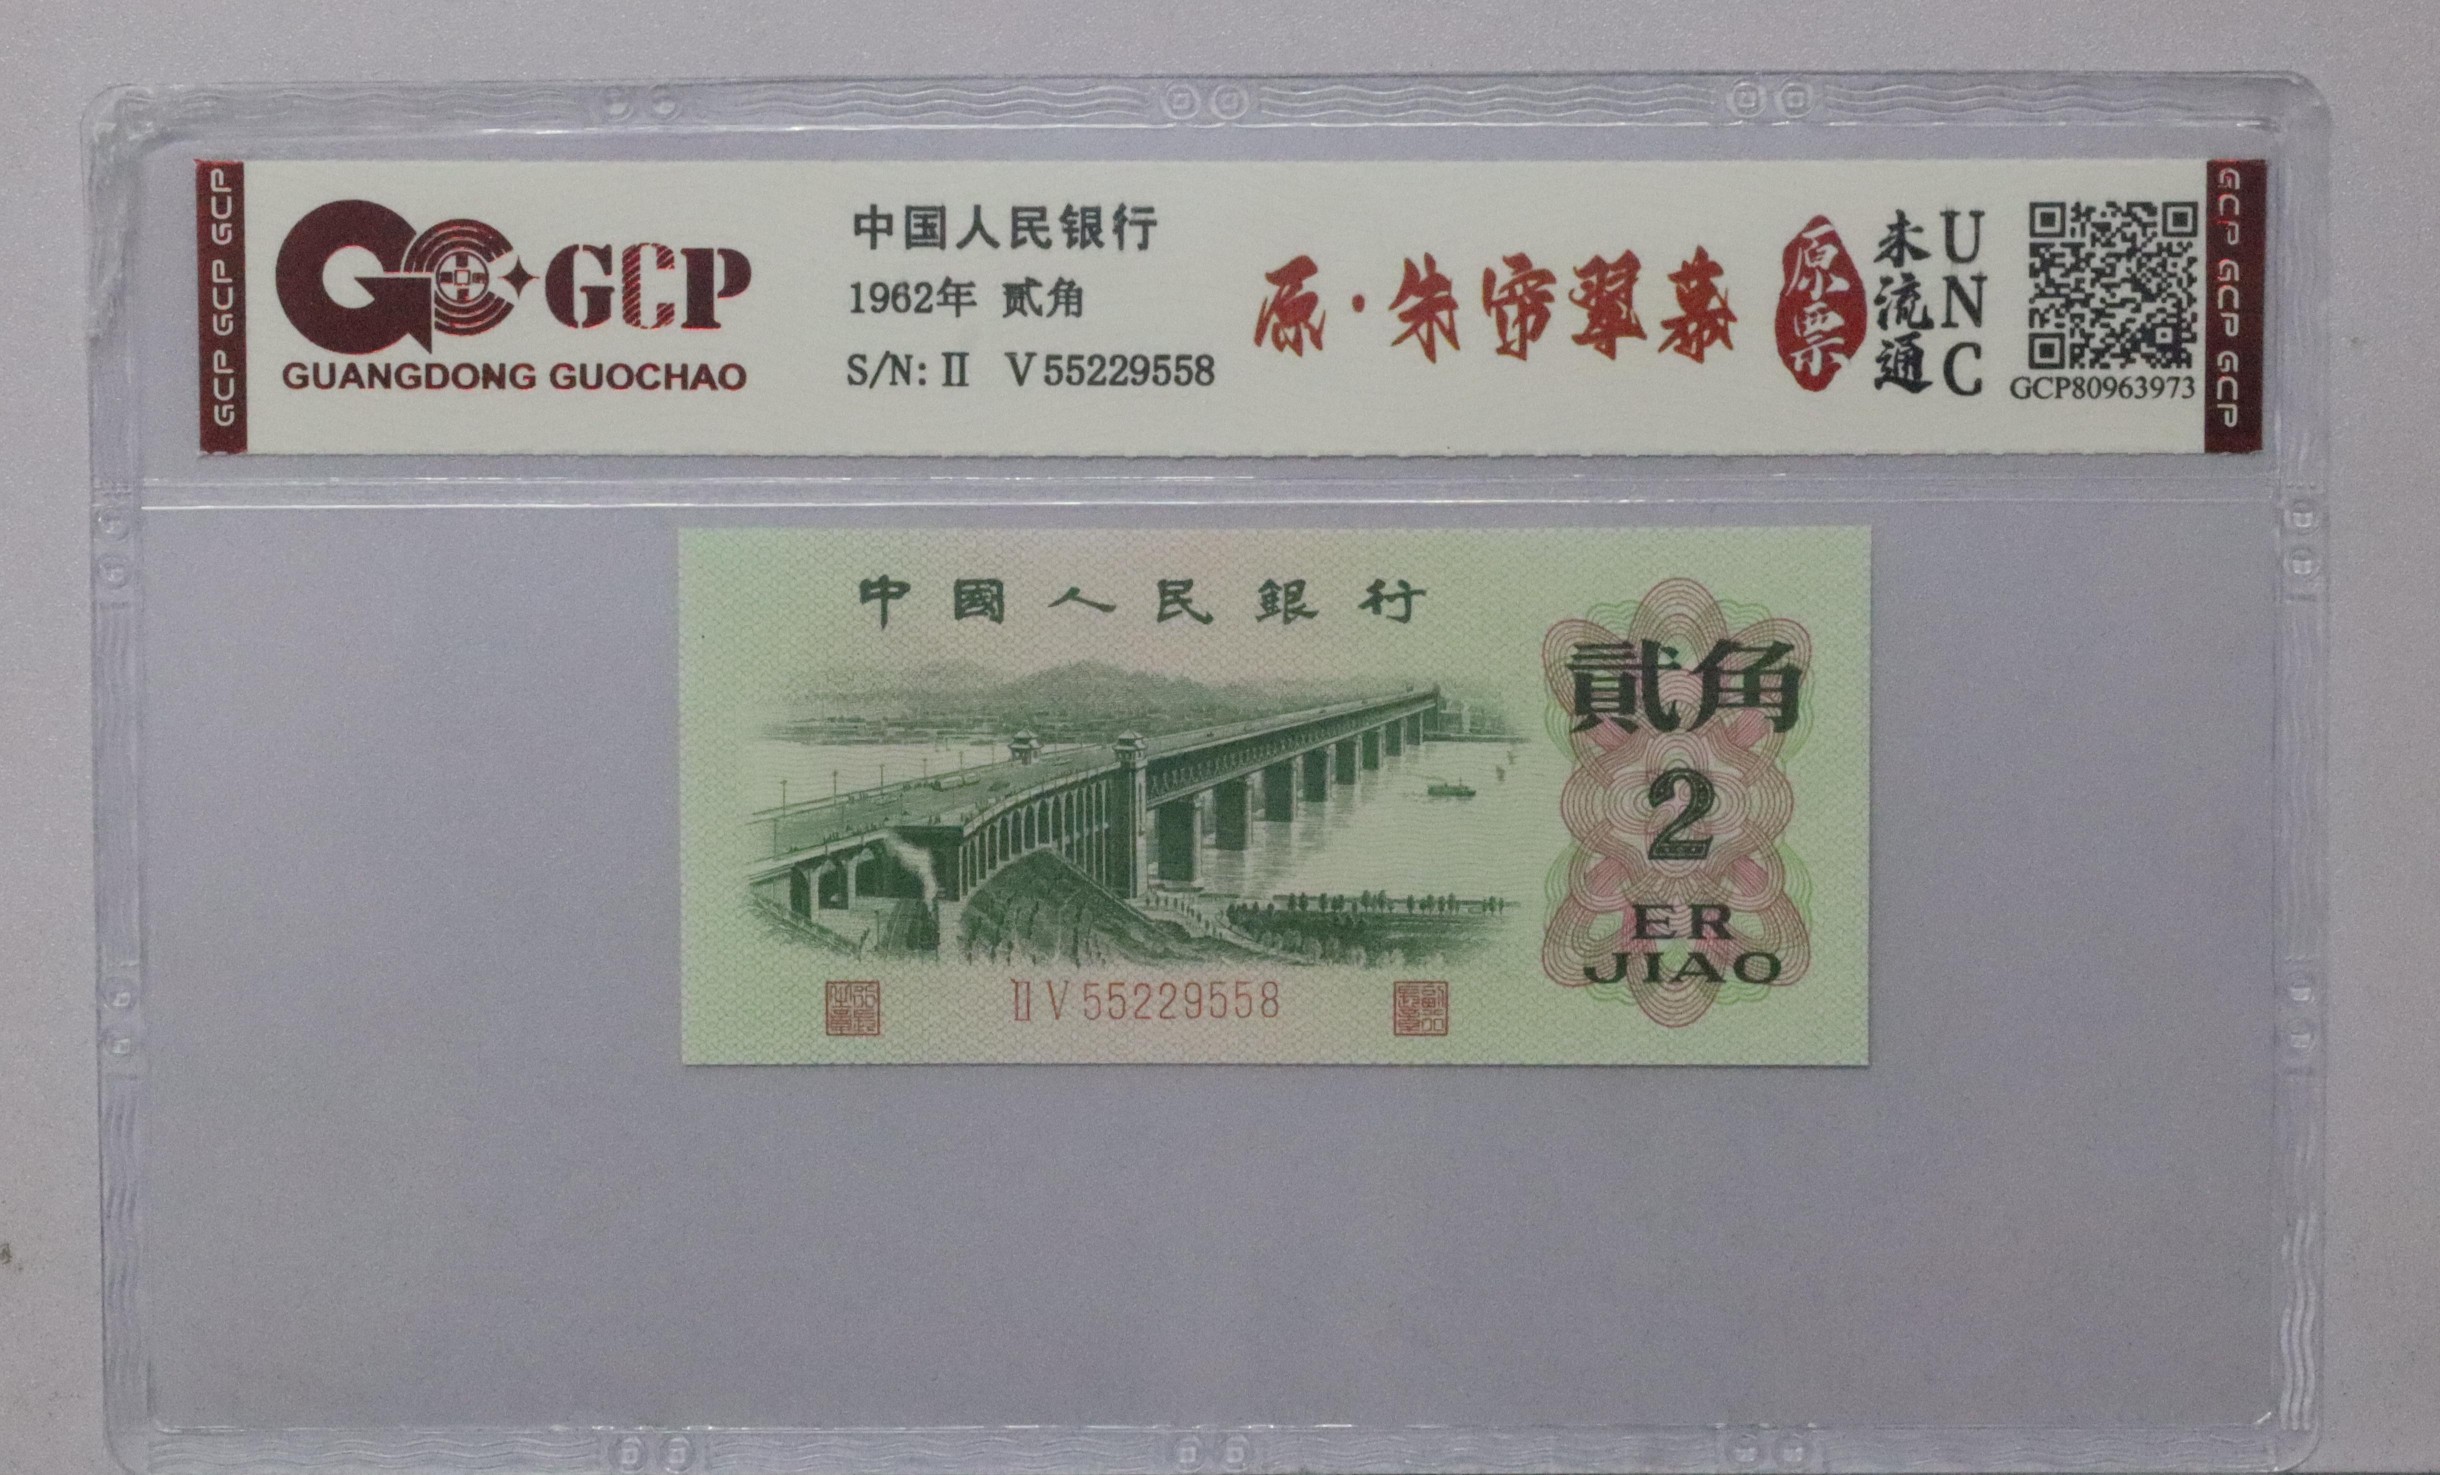 GCP GCP GCP
GCP
GUANGDONG GUOCHAO
中国人民银行
1962年 贰角
S/N: II V 55229558
原·朱帘翠幕
原票
未流通
UNC
GCP80963973
GCP GCP GCP
中國人民銀行
貳角
2
ER
JIAO
II V 55229558